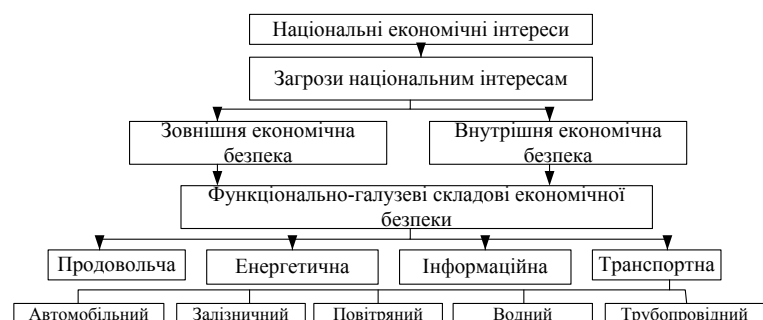 Національні економічні інтереси
Загрози національним інтересам
Зовнішня економічна
безпека
Внутрішня економічна
безпека
Функціонально-галузеві складові економічної
безпеки
Продовольча
Енергетична
Інформаційна
Транспортна
Автомобільний
Залізничний
Повітряний
Водний
Трубопровідний